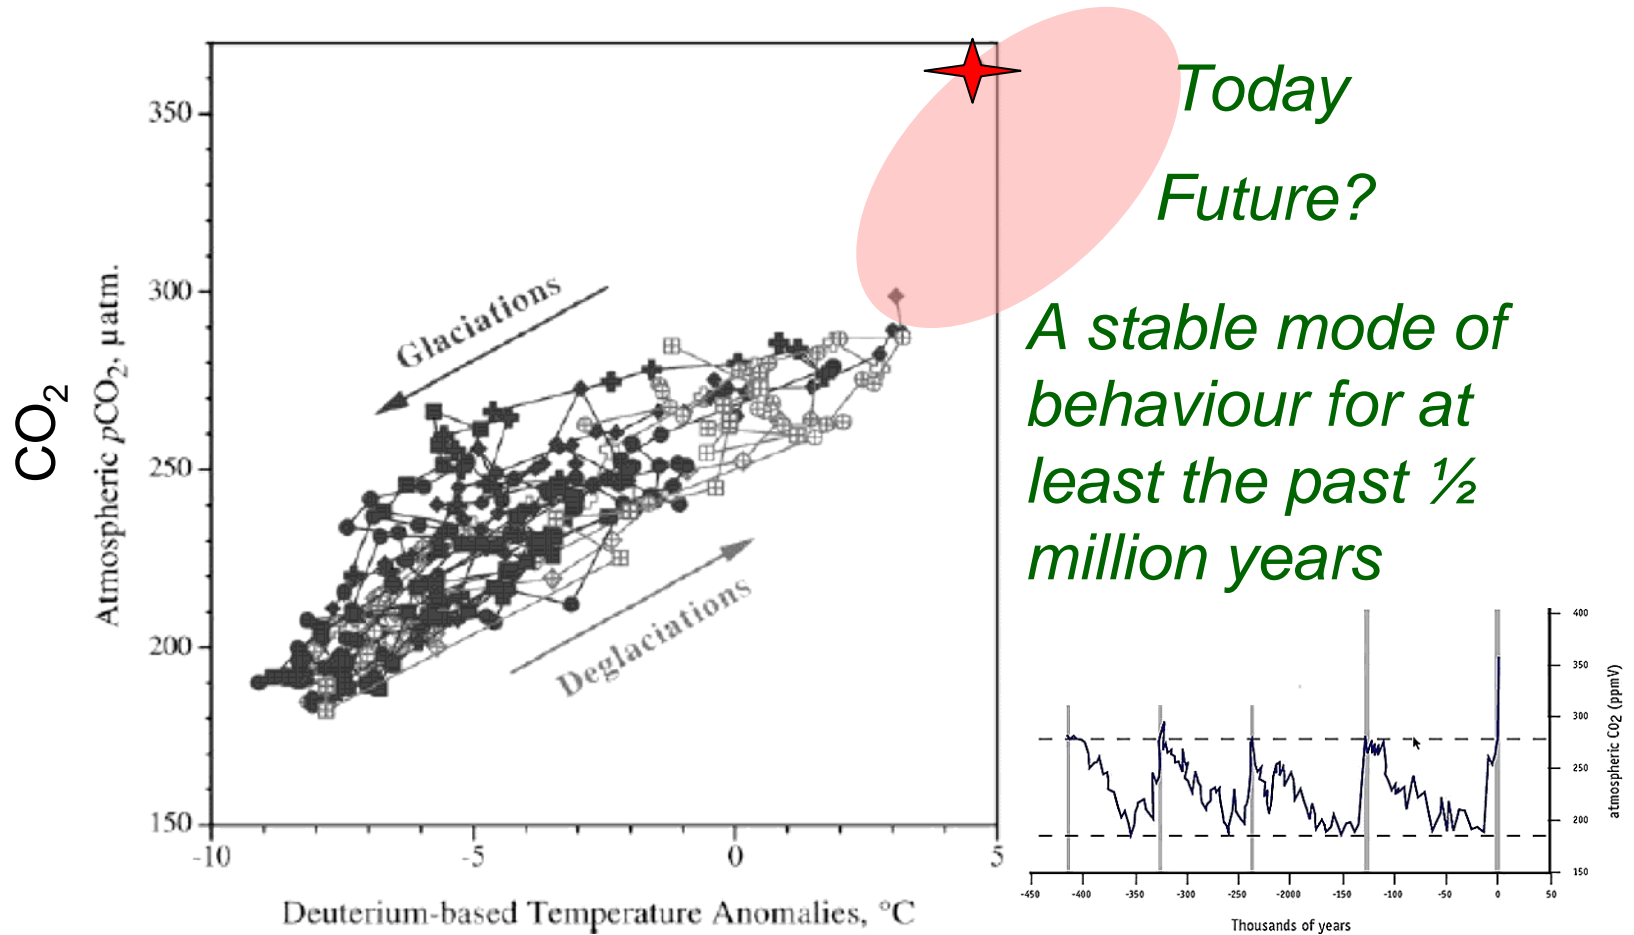 CO2
Atmospheric pCO2, µatm.
350
300
250
200
150
-10
-5
0
5
Deuterium-based Temperature Anomalies, °C
Glaciations
Deglaciations
Today
Future?
A stable mode of
behaviour for at
least the past ½
million years
400
350
300
250
200
150
atmospheric CO2 (ppmV)
-450
-400
-350
-300
-250
-2000
-150
-100
-50
0
50
Thousands of years